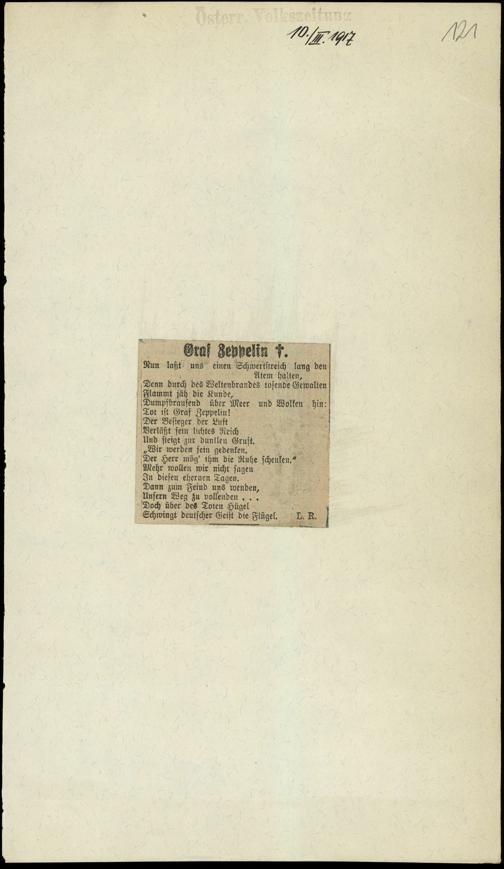 Österr. Volkszeitung
10./III. 1917
121
Graf Zeppelin †.
Nun laßt uns einen Schwertstreich lang den
Atem halten,
Denn durch des Weltenbrandes tosende Gewalten
Flammt jäh die Kunde,
Dumpfbrausend über Meer und Wolken hin:
Tot ist Graf Zeppelin!
Der Besieger der Luft
Verläßt sein lichtes Reich
Und steigt zur dunklen Gruft.
„Wir werden sein gedenken.
Der Herr mög' ihm die Ruhe schenken.“
Mehr wollen wir nicht sagen
In diesen ehernen Tagen.
Dann zum Feind uns wenden,
Unsern Weg zu vollenden . . .
Doch über des Toten Hügel
Schwingt deutscher Geist die Flügel. L. R.